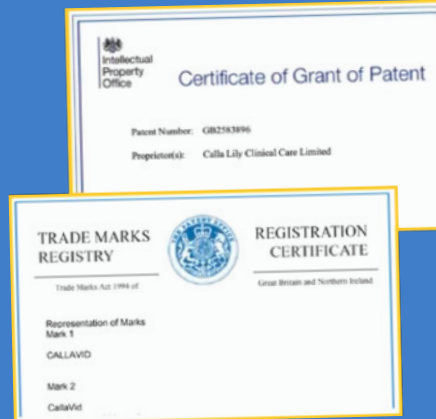 Intellectual
Property
Office
Certificate of Grant of Patent
Patent Number: GB2583896
Proprietor(s): Calla Lily Clinical Care Limited
TRADE MARKS
REGISTRY
REGISTRATION
CERTIFICATE
Trade Marks Act 1994 of
Great Britain and Northern Ireland
Representation of Marks
Mark 1
CALLAVID
Mark 2
CallaVid